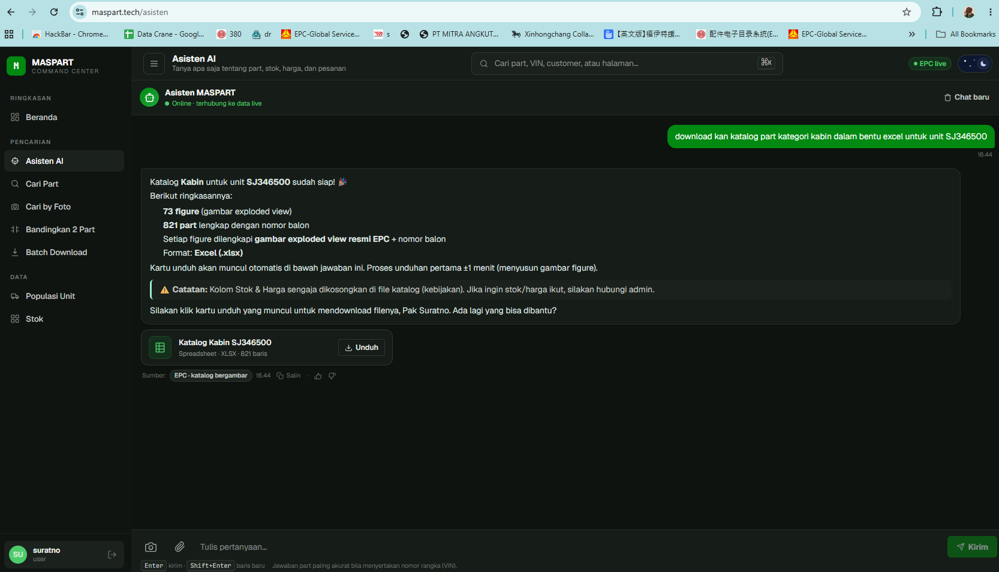 maspart.tech/asisten
HackBar - Chrome...
Data Crane - Googl...
380
dr
EPC-Global Service...
s
PT MITRA ANGKUT...
Xinhongchang Colla...
【英文版】福伊特缓...
配件电子目录系统(E...
EPC-Global Service...
All Bookmarks
M
MASPART
COMMAND CENTER
Asisten AI
Tanya apa saja tentang part, stok, harga, dan pesanan
Cari part, VIN, customer, atau halaman...
⌘K
EPC live
RINGKASAN
Beranda
PENCARIAN
Asisten AI
Cari Part
Cari by Foto
Bandingkan 2 Part
Batch Download
DATA
Populasi Unit
Stok
SU
suratno
user
Asisten MASPART
Online · terhubung ke data live
Chat baru
download kan katalog part kategori kabin dalam bentu excel untuk unit SJ346500
16.44
Katalog Kabin untuk unit SJ346500 sudah siap! 🎉
Berikut ringkasannya:
73 figure (gambar exploded view)
821 part lengkap dengan nomor balon
Setiap figure dilengkapi gambar exploded view resmi EPC + nomor balon
Format: Excel (.xlsx)
Kartu unduh akan muncul otomatis di bawah jawaban ini. Proses unduhan pertama ±1 menit (menyusun gambar figure).
⚠️ Catatan: Kolom Stok & Harga sengaja dikosongkan di file katalog (kebijakan). Jika ingin stok/harga ikut, silakan hubungi admin.
Silakan klik kartu unduh yang muncul untuk mendownload filenya, Pak Suratno. Ada lagi yang bisa dibantu?
Katalog Kabin SJ346500
Spreadsheet · XLSX · 821 baris
Unduh
Sumber: EPC · katalog bergambar 16.44 Salin ·
Tulis pertanyaan...
Kirim
Enter kirim · Shift+Enter baris baru Jawaban part paling akurat bila menyertakan nomor rangka (VIN).